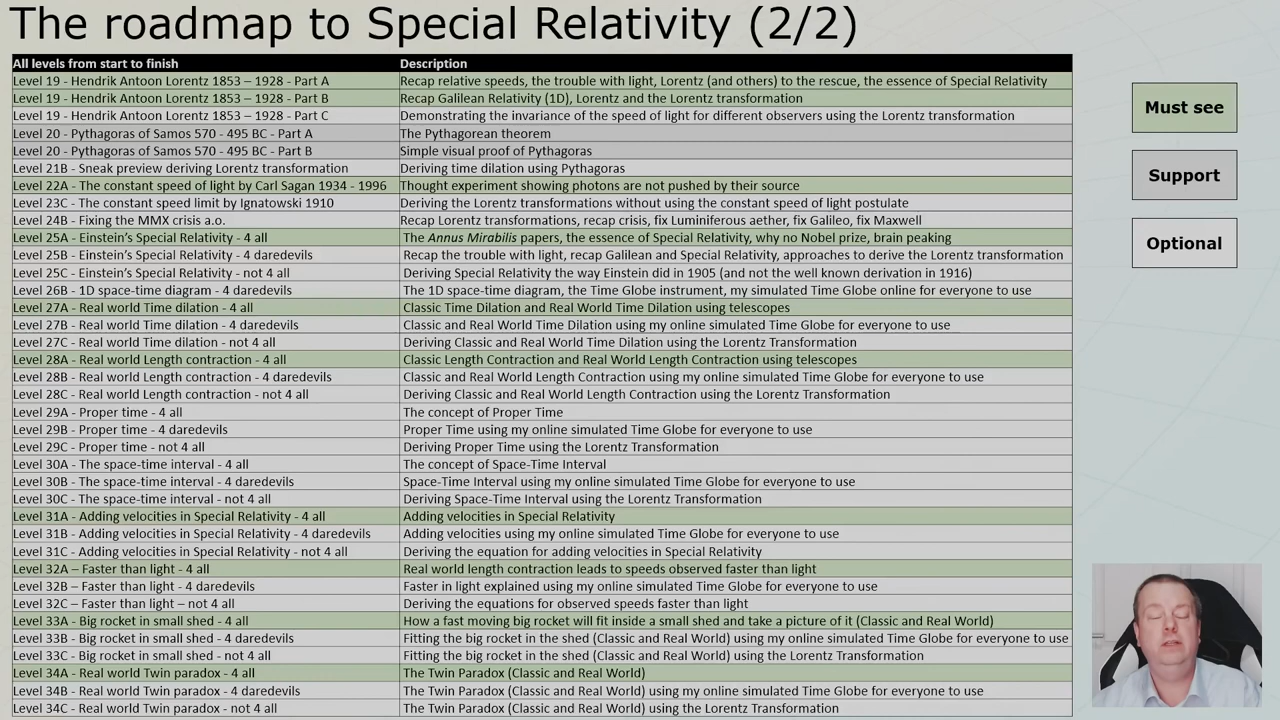 The roadmap to Special Relativity (2/2)
All levels from start to finish Description
Level 19 - Hendrik Antoon Lorentz 1853 – 1928 - Part A Recap relative speeds, the trouble with light, Lorentz (and others) to the rescue, the essence of Special Relativity
Level 19 - Hendrik Antoon Lorentz 1853 – 1928 - Part B Recap Galilean Relativity (1D), Lorentz and the Lorentz transformation
Level 19 - Hendrik Antoon Lorentz 1853 – 1928 - Part C Demonstrating the invariance of the speed of light for different observers using the Lorentz transformation
Level 20 - Pythagoras of Samos 570 - 495 BC - Part A The Pythagorean theorem
Level 20 - Pythagoras of Samos 570 - 495 BC - Part B Simple visual proof of Pythagoras
Level 21B - Sneak preview deriving Lorentz transformation Deriving time dilation using Pythagoras
Level 22A - The constant speed of light by Carl Sagan 1934 - 1996 Thought experiment showing photons are not pushed by their source
Level 23C - The constant speed limit by Ignatowski 1910 Deriving the Lorentz transformations without using the constant speed of light postulate
Level 24B - Fixing the MMX crisis a.o. Recap Lorentz transformations, recap crisis, fix Luminiferous aether, fix Galileo, fix Maxwell
Level 25A - Einstein's Special Relativity - 4 all The Annus Mirabilis papers, the essence of Special Relativity, why no Nobel prize, brain peaking
Level 25B - Einstein's Special Relativity - 4 daredevils Recap the trouble with light, recap Galilean and Special Relativity, approaches to derive the Lorentz transformation
Level 25C - Einstein's Special Relativity - not 4 all Deriving Special Relativity the way Einstein did in 1905 (and not the well known derivation in 1916)
Level 26B - 1D space-time diagram - 4 daredevils The 1D space-time diagram, the Time Globe instrument, my simulated Time Globe online for everyone to use
Level 27A - Real world Time dilation - 4 all Classic Time Dilation and Real World Time Dilation using telescopes
Level 27B - Real world Time dilation - 4 daredevils Classic and Real World Time Dilation using my online simulated Time Globe for everyone to use
Level 27C - Real world Time dilation - not 4 all Deriving Classic and Real World Time Dilation using the Lorentz Transformation
Level 28A - Real world Length contraction - 4 all Classic Length Contraction and Real World Length Contraction using telescopes
Level 28B - Real world Length contraction - 4 daredevils Classic and Real World Length Contraction using my online simulated Time Globe for everyone to use
Level 28C - Real world Length contraction - not 4 all Deriving Classic and Real World Length Contraction using the Lorentz Transformation
Level 29A - Proper time - 4 all The concept of Proper Time
Level 29B - Proper time - 4 daredevils Proper Time using my online simulated Time Globe for everyone to use
Level 29C - Proper time - not 4 all Deriving Proper Time using the Lorentz Transformation
Level 30A - The space-time interval - 4 all The concept of Space-Time Interval
Level 30B - The space-time interval - 4 daredevils Space-Time Interval using my online simulated Time Globe for everyone to use
Level 30C - The space-time interval - not 4 all Deriving Space-Time Interval using the Lorentz Transformation
Level 31A - Adding velocities in Special Relativity - 4 all Adding velocities in Special Relativity
Level 31B - Adding velocities in Special Relativity - 4 daredevils Adding velocities using my online simulated Time Globe for everyone to use
Level 31C - Adding velocities in Special Relativity - not 4 all Deriving the equation for adding velocities in Special Relativity
Level 32A – Faster than light - 4 all Real world length contraction leads to speeds observed faster than light
Level 32B – Faster than light - 4 daredevils Faster in light explained using my online simulated Time Globe for everyone to use
Level 32C – Faster than light – not 4 all Deriving the equations for observed speeds faster than light
Level 33A - Big rocket in small shed - 4 all How a fast moving big rocket will fit inside a small shed and take a picture of it (Classic and Real World)
Level 33B - Big rocket in small shed - 4 daredevils Fitting the big rocket in the shed (Classic and Real World) using my online simulated Time Globe for everyone to use
Level 33C - Big rocket in small shed - not 4 all Fitting the big rocket in the shed (Classic and Real World) using the Lorentz Transformation
Level 34A - Real world Twin paradox - 4 all The Twin Paradox (Classic and Real World)
Level 34B - Real world Twin paradox - 4 daredevils The Twin Paradox (Classic and Real World) using my online simulated Time Globe for everyone to use
Level 34C - Real world Twin paradox - not 4 all The Twin Paradox (Classic and Real World) using the Lorentz Transformation
Must see
Support
Optional